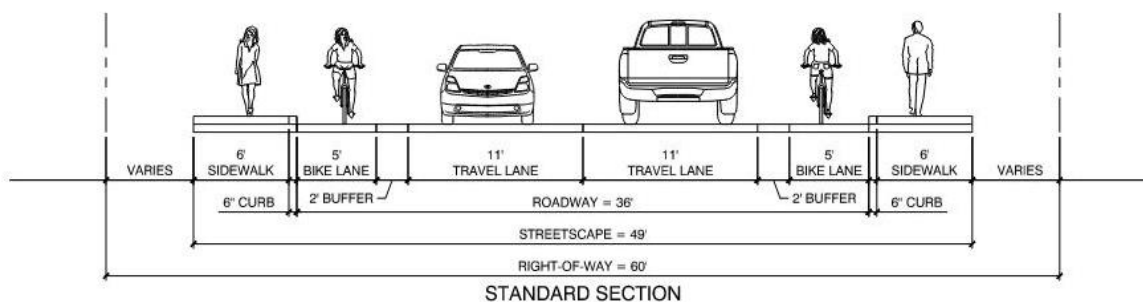 6' 5' 11' 11' 5' 6'
VARIES SIDEWALK BIKE LANE TRAVEL LANE TRAVEL LANE BIKE LANE SIDEWALK VARIES
6" CURB 2' BUFFER ROADWAY = 36' 2' BUFFER 6" CURB
STREETSCAPE = 49'
RIGHT-OF-WAY = 60'
STANDARD SECTION